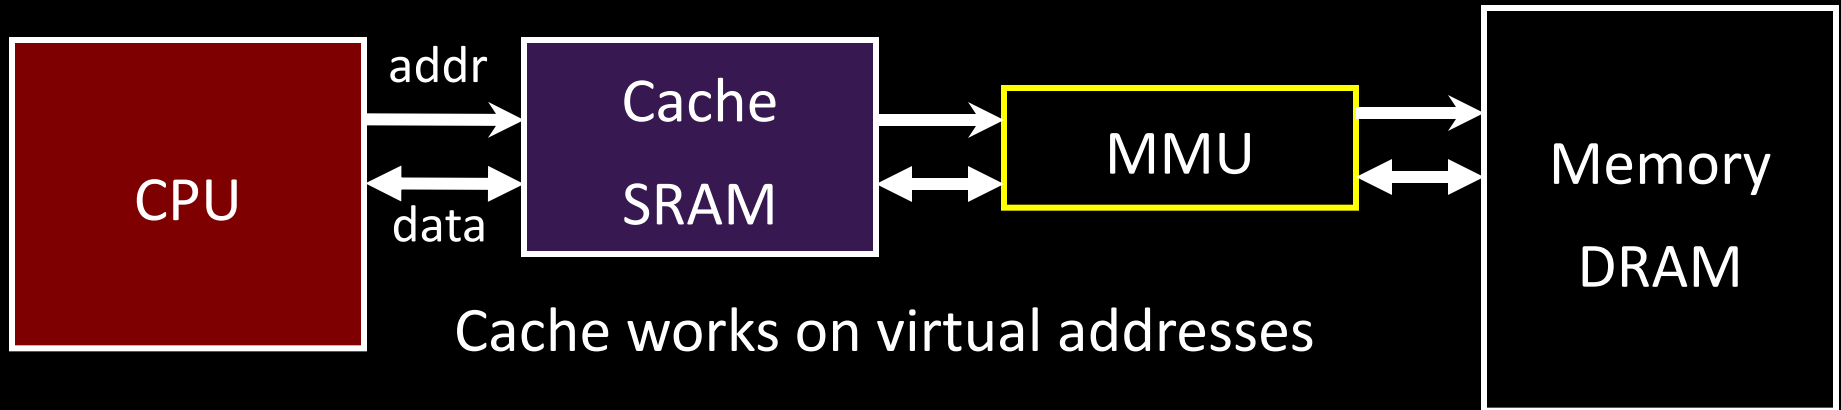 CPU
addr
data
Cache
SRAM
MMU
Memory
DRAM
Cache works on virtual addresses